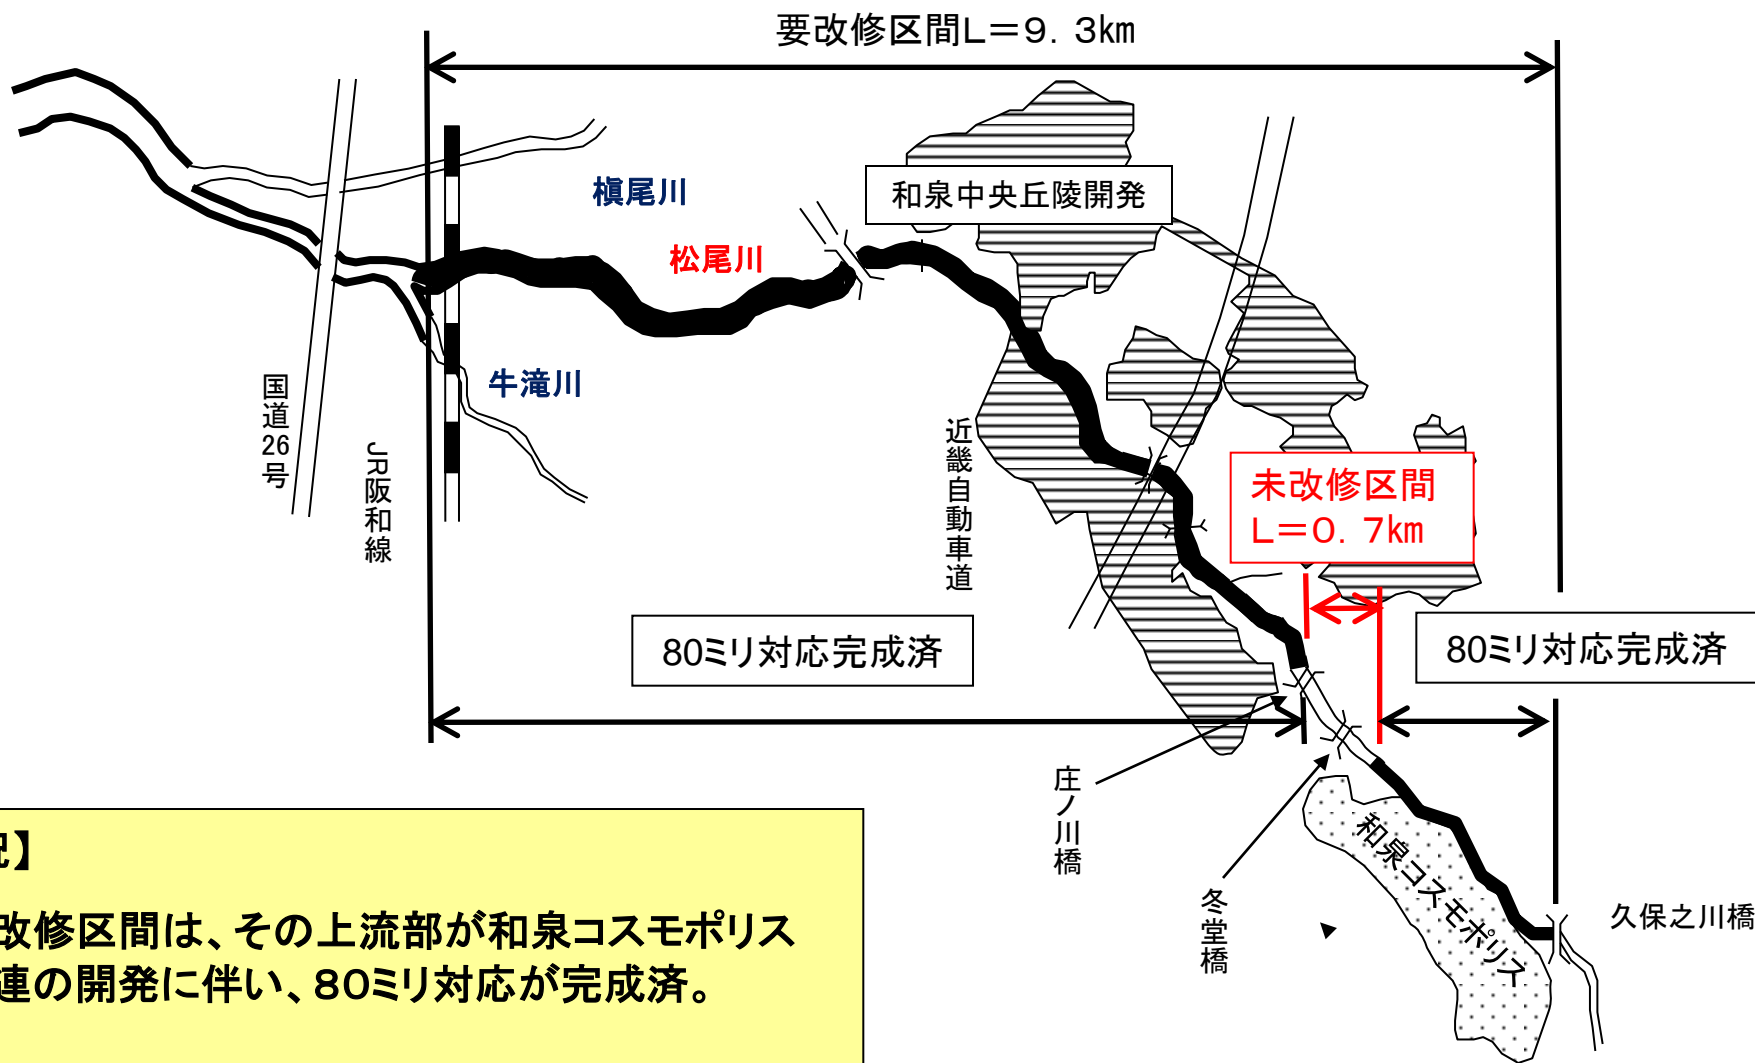 要改修区間L=9．3km
和泉中央丘陵開発
槇尾川
松尾川
牛滝川
国道26号
JR阪和線
近畿自動車道
未改修区間
L=0．7km
80ミリ対応完成済
80ミリ対応完成済
庄ノ川橋
冬堂橋
和泉コスモポリス
久保之川橋
況】
改修区間は、その上流部が和泉コスモポリス
連の開発に伴い、80ミリ対応が完成済。